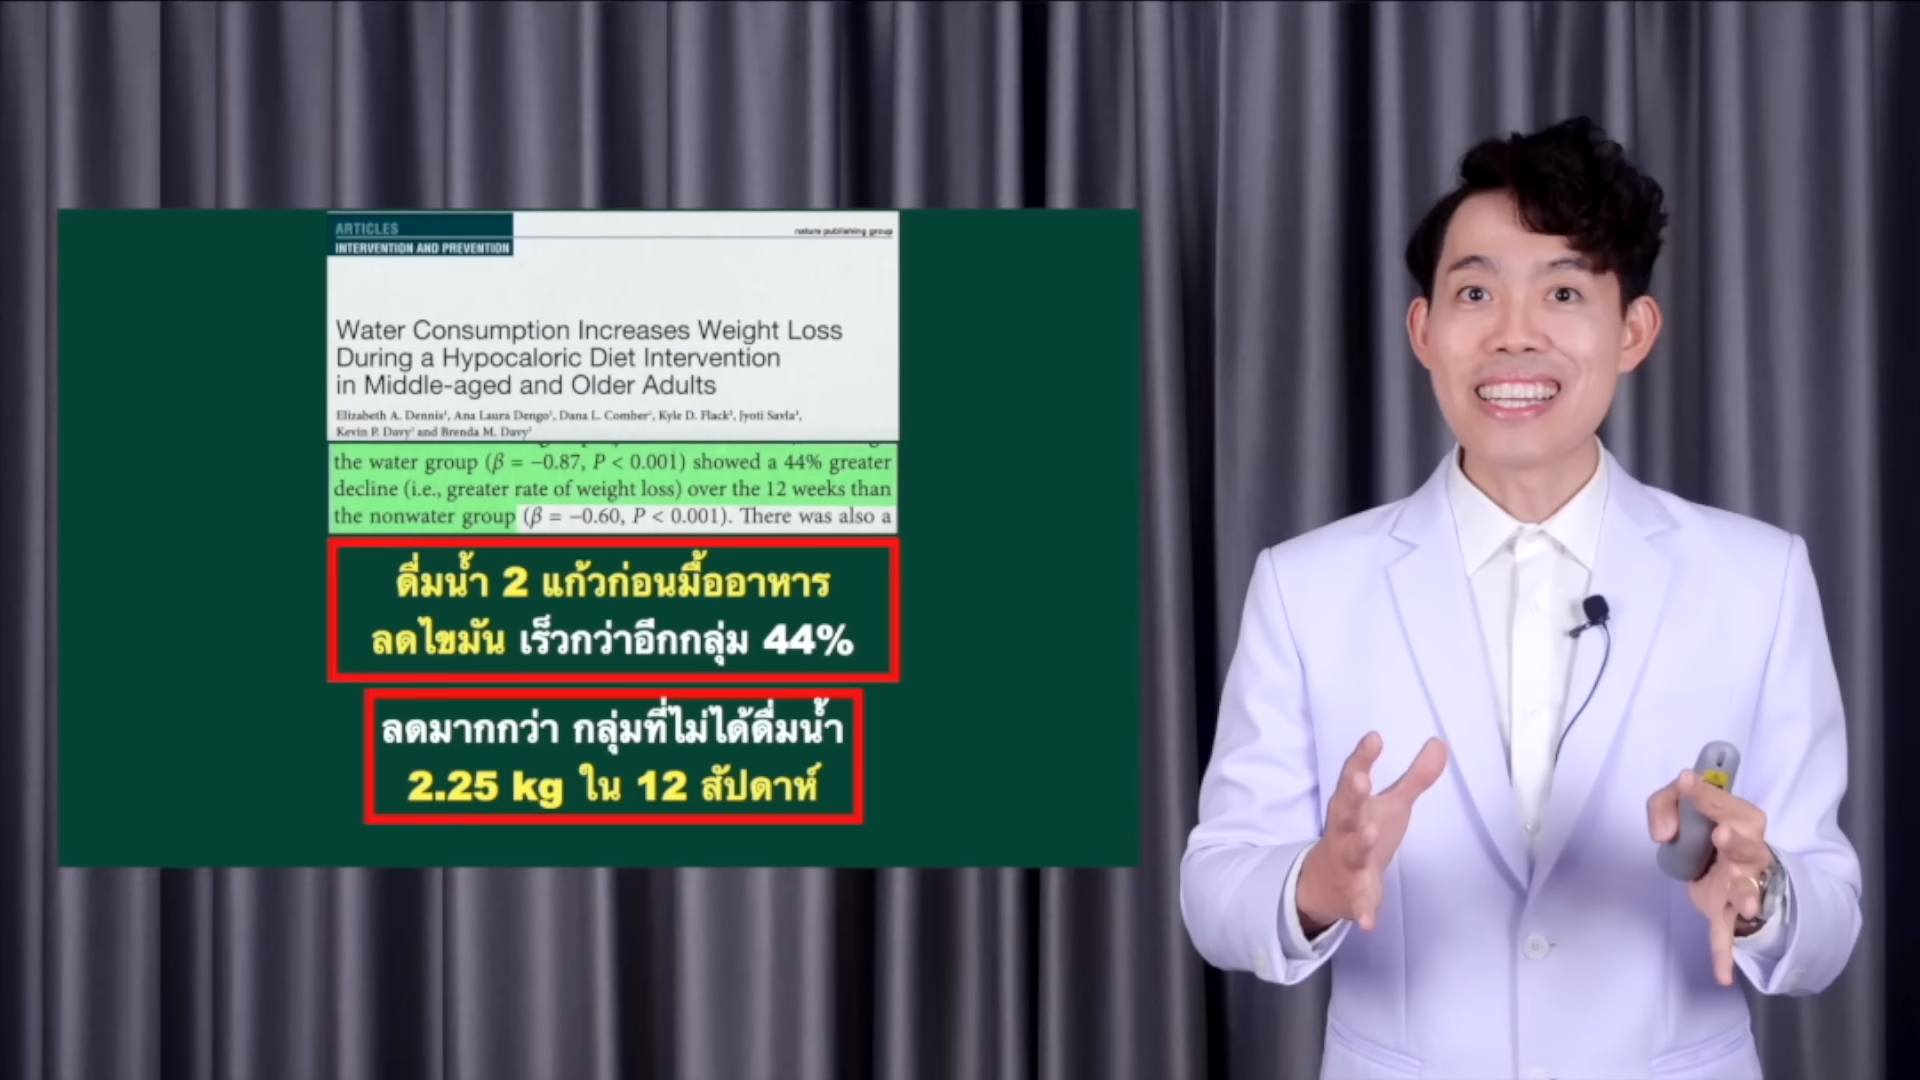 ARTICLES
INTERVENTION AND PREVENTION
nature publishing group
Water Consumption Increases Weight Loss
During a Hypocaloric Diet Intervention
in Middle-aged and Older Adults
Elizabeth A. Dennis¹, Ana Laura Dengo¹, Dana L. Comber¹, Kyle D. Flack¹, Jyoti Savla¹,
Kevin P. Davy¹ and Brenda M. Davy¹
the water group (β = −0.87, P < 0.001) showed a 44% greater
decline (i.e., greater rate of weight loss) over the 12 weeks than
the nonwater group (β = −0.60, P < 0.001). There was also a
ดื่มน้ำ 2 แก้วก่อนมื้ออาหาร
ลดไขมัน เร็วกว่าอีกกลุ่ม 44%
ลดมากกว่า กลุ่มที่ไม่ได้ดื่มน้ำ
2.25 kg ใน 12 สัปดาห์